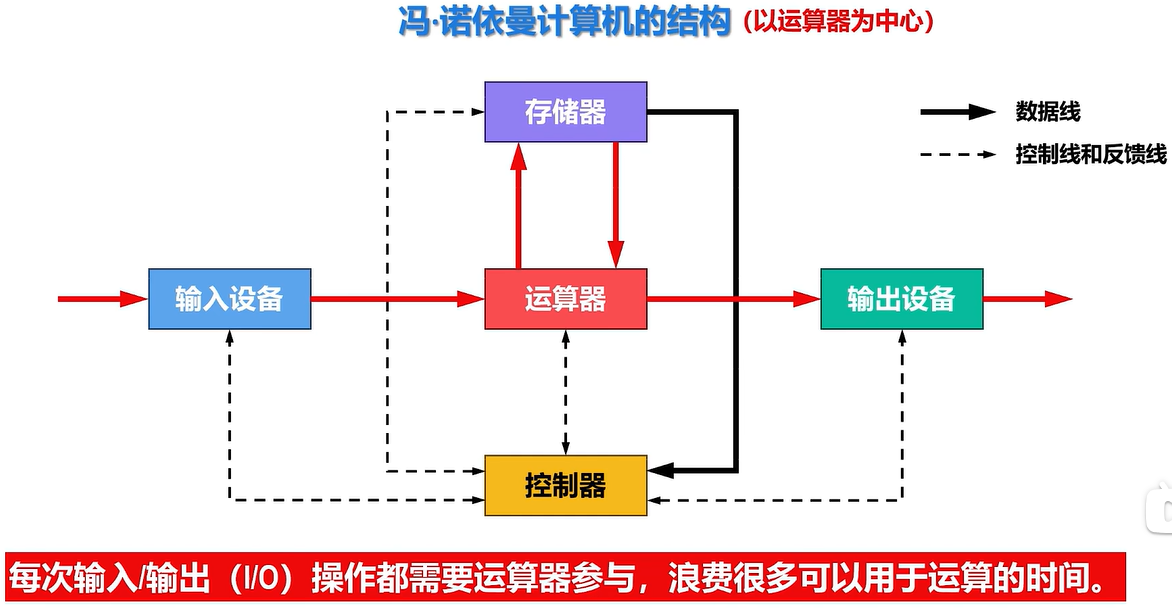 冯·诺依曼计算机的结构（以运算器为中心）
存储器
数据线
控制线和反馈线
输入设备
运算器
输出设备
控制器
每次输入/输出（I/O）操作都需要运算器参与，浪费很多可以用于运算的时间。